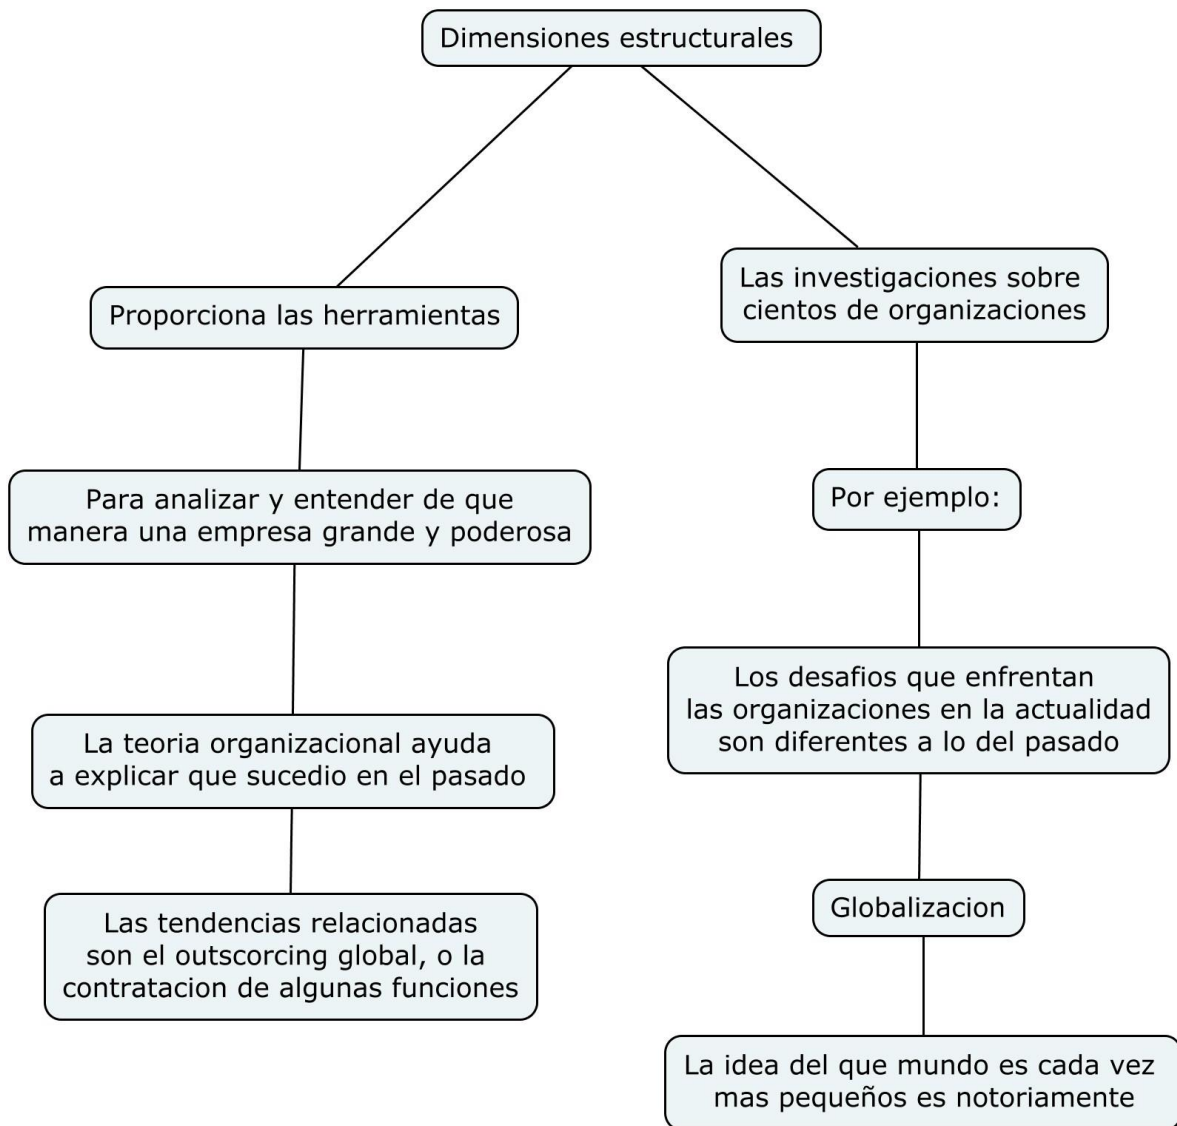 Dimensiones estructurales
Proporciona las herramientas
Para analizar y entender de que
manera una empresa grande y poderosa
La teoria organizacional ayuda
a explicar que sucedio en el pasado
Las tendencias relacionadas
son el outscorcing global, o la
contratacion de algunas funciones
Las investigaciones sobre
cientos de organizaciones
Por ejemplo:
Los desafios que enfrentan
las organizaciones en la actualidad
son diferentes a lo del pasado
Globalizacion
La idea del que mundo es cada vez
mas pequeños es notoriamente